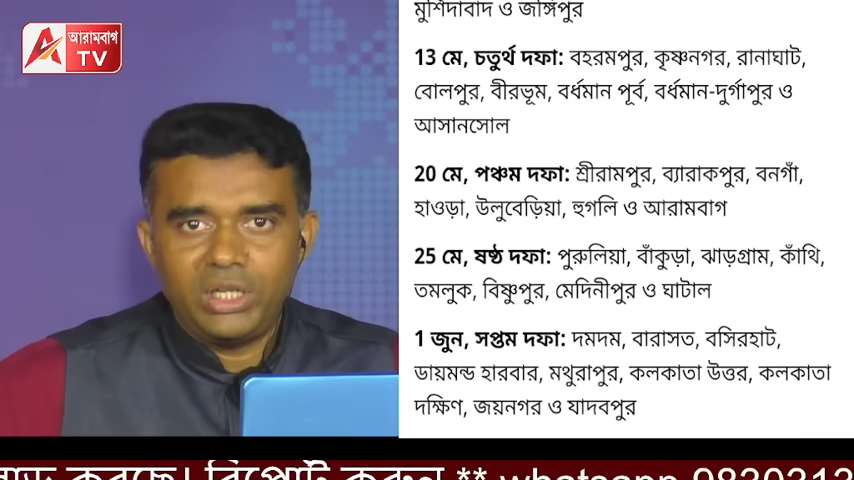 আরামবাগ
TV
মুর্শিদাবাদ ও জঙ্গিপুর
13 মে, চতুর্থ দফা: বহরমপুর, কৃষ্ণনগর, রানাঘাট,
বোলপুর, বীরভূম, বর্ধমান পূর্ব, বর্ধমান-দুর্গাপুর ও
আসানসোল
20 মে, পঞ্চম দফা: শ্রীরামপুর, ব্যারাকপুর, বনগাঁ,
হাওড়া, উলুবেড়িয়া, হুগলি ও আরামবাগ
25 মে, ষষ্ঠ দফা: পুরুলিয়া, বাঁকুড়া, ঝাড়গ্রাম, কাঁথি,
তমলুক, বিষ্ণুপুর, মেদিনীপুর ও ঘাটাল
1 জুন, সপ্তম দফা: দমদম, বারাসত, বসিরহাট,
ডায়মন্ড হারবার, মথুরাপুর, কলকাতা উত্তর, কলকাতা
দক্ষিণ, জয়নগর ও যাদবপুর
করছে। রিপোর্ট করুন ** whatsapp